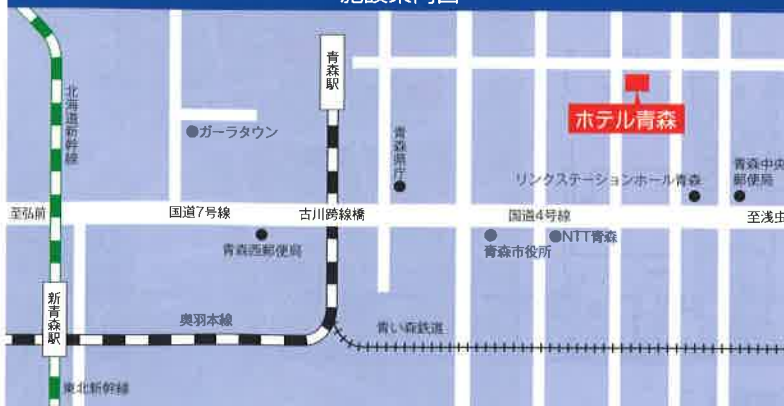 施設案内図
青森駅
北海道新幹線
●ガーラタウン
青森県庁
ホテル青森
リンクステーションホール青森
青森中央
郵便局
至弘前
国道7号線
古川跨線橋
国道4号線
至浅虫
青森西郵便局
青森市役所
●NTT青森
新青森駅
奥羽本線
青い森鉄道
東北新幹線